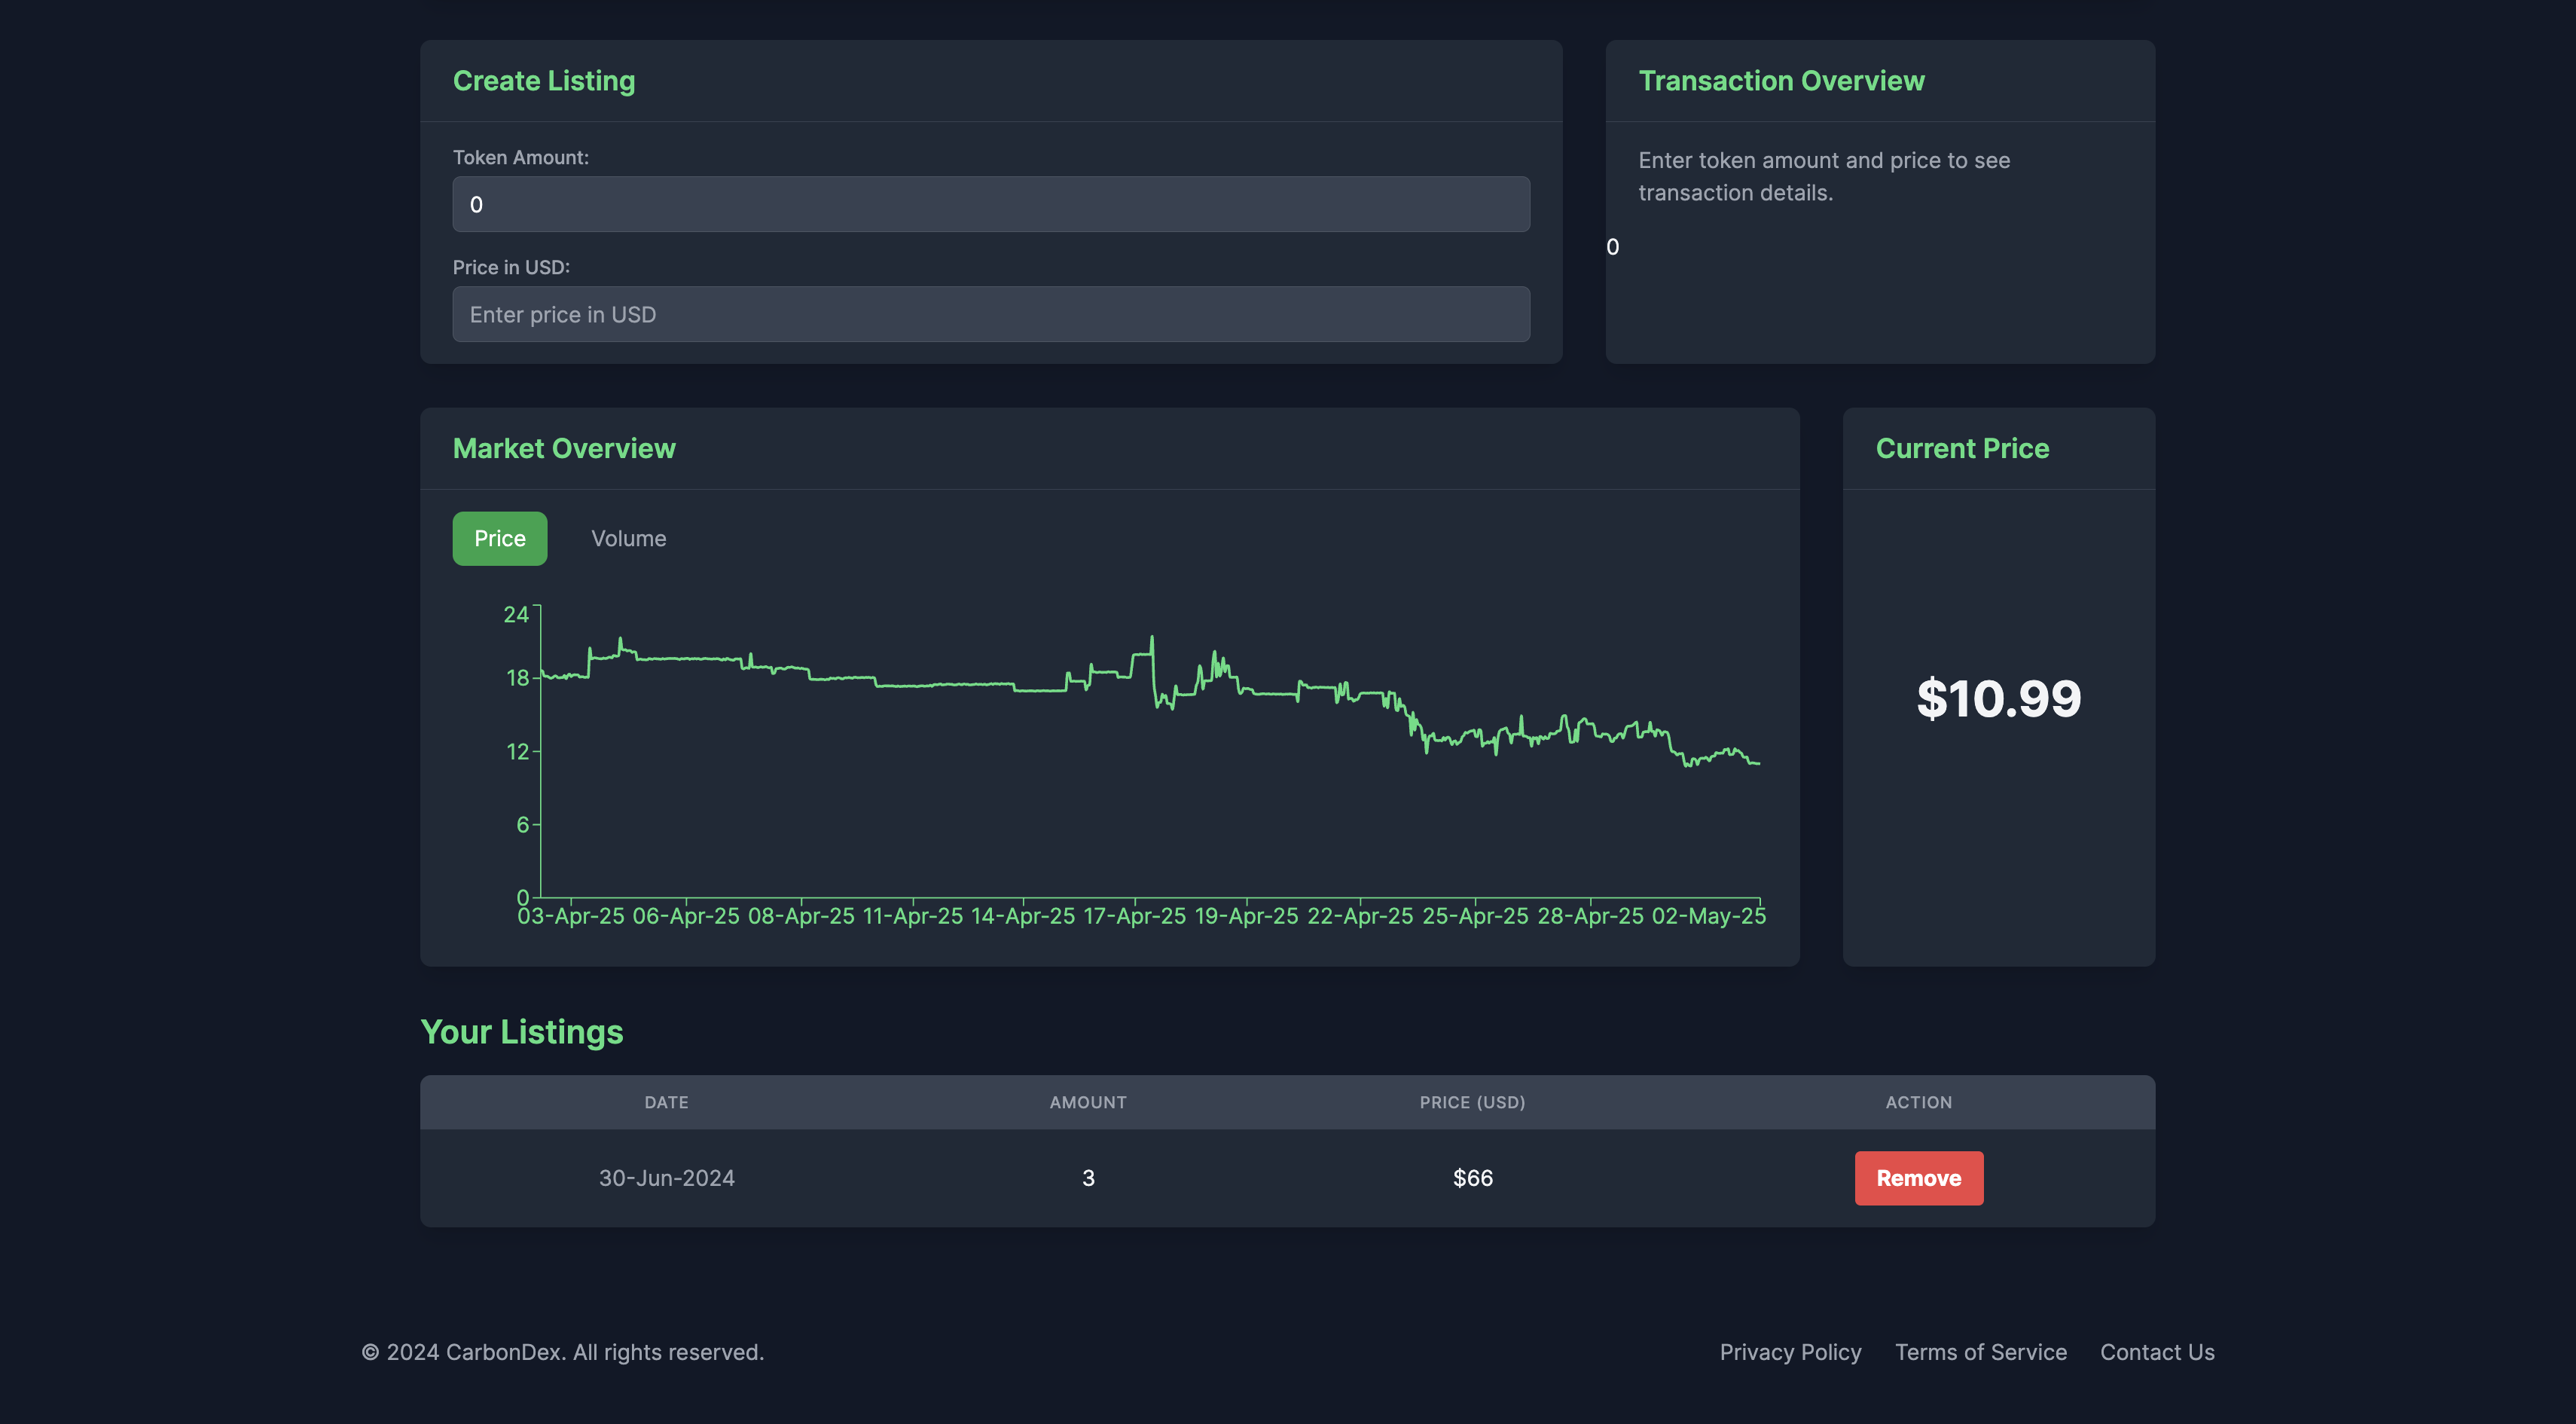 Create Listing
Transaction Overview
Token Amount:
0
Price in USD:
Enter price in USD
Enter token amount and price to see
transaction details.
0
Market Overview
Current Price
Price Volume
24
18
12
6
0
03-Apr-25 06-Apr-25 08-Apr-25 11-Apr-25 14-Apr-25 17-Apr-25 19-Apr-25 22-Apr-25 25-Apr-25 28-Apr-25 02-May-25
$10.99
Your Listings
DATE AMOUNT PRICE (USD) ACTION
30-Jun-2024 3 $66 Remove
© 2024 CarbonDex. All rights reserved.
Privacy Policy Terms of Service Contact Us